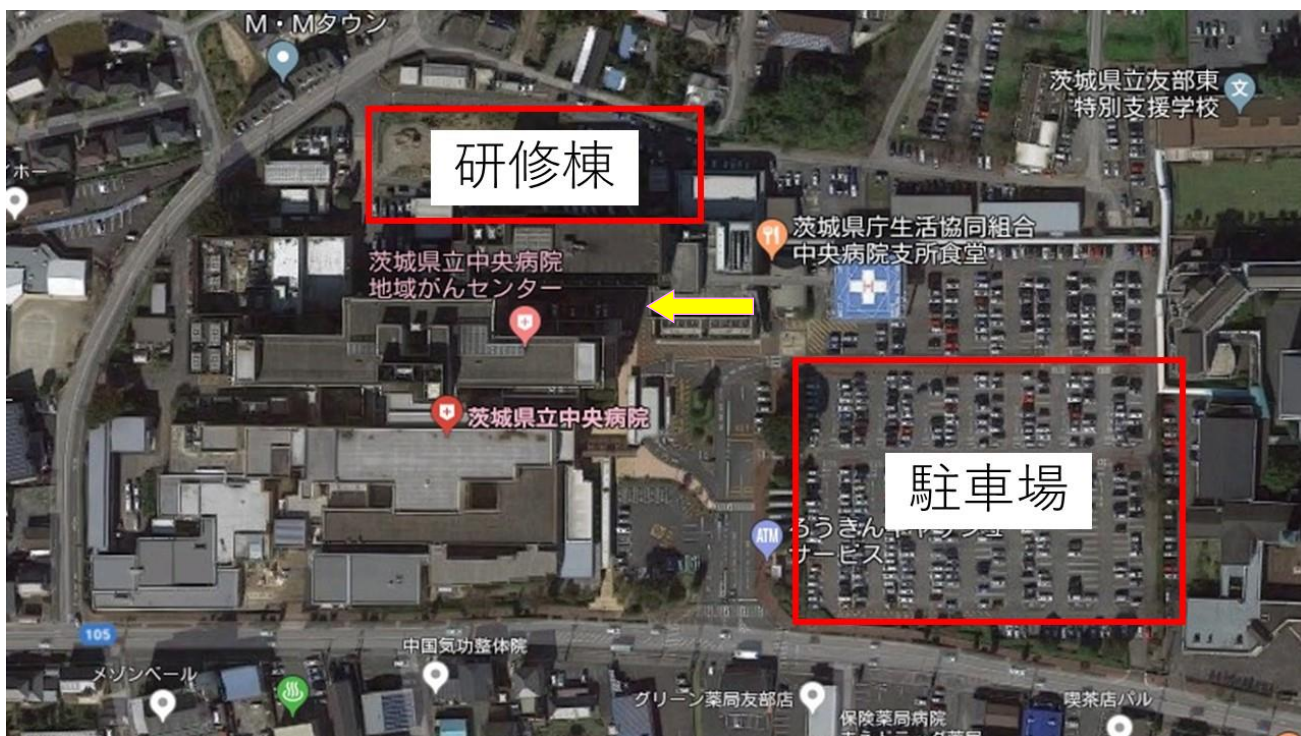 M・Mタウン
茨城県立友部東
特別支援学校
研修棟
茨城県庁生活協同組合
中央病院支所食堂
茨城県立中央病院
地域がんセンター
H
茨城県立中央病院
駐車場
ATM
サービス
105
中国気功整体院
メゾンベール
グリーン薬局友部店
喫茶店パル
保険薬局病院